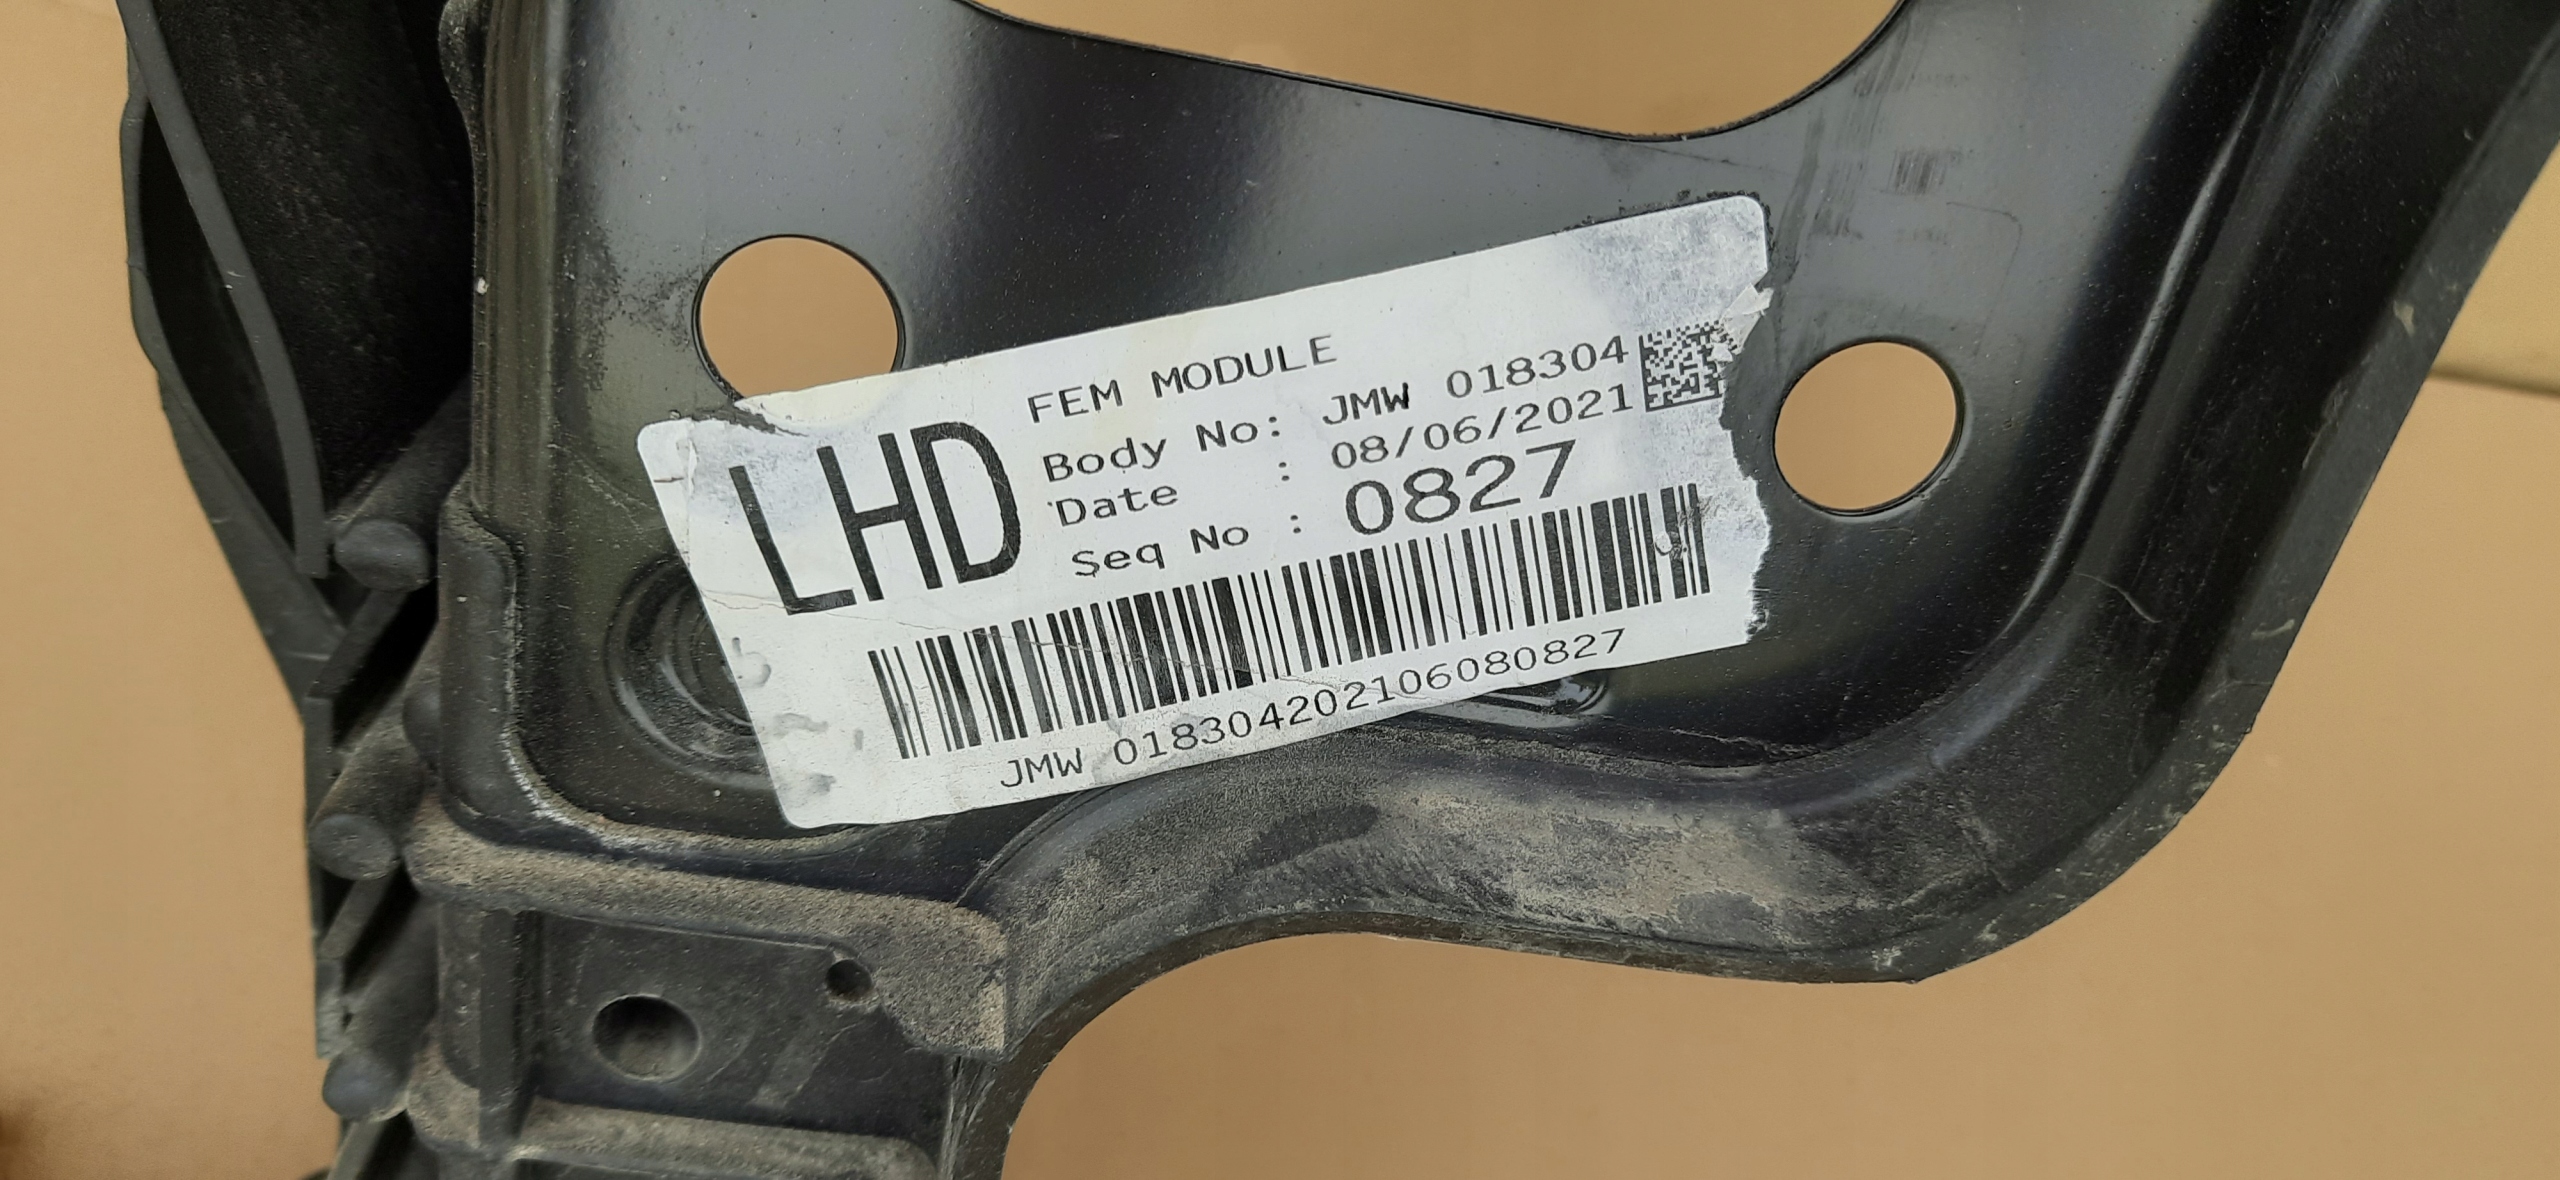 FEM MODULE
LHD
Body No: JMW 018304
Date : 08/06/2021
Seq No : 0827
JMW 018304202106080827